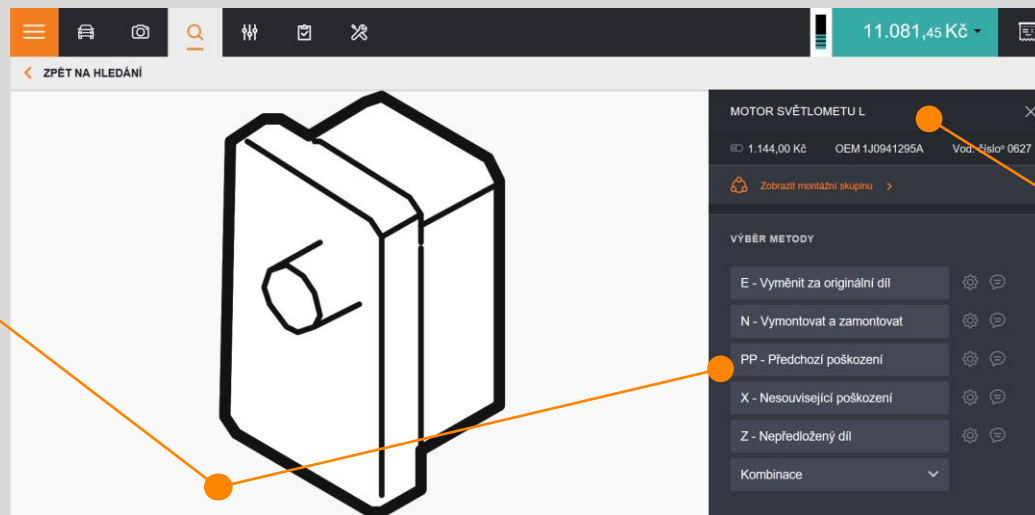 11.081,45 Kč
ZPĚT NA HLEDÁNÍ
MOTOR SVĚTLOMETU L
1.144,00 Kč OEM 1J0941295A Vod. číslo° 0627
Zobrazit montážní skupinu
VÝBĚR METODY
E - Vyměnit za originální díl
N - Vymontovat a zamontovat
PP - Předchozí poškození
X - Nesouvisející poškození
Z - Nepředložený díl
Kombinace